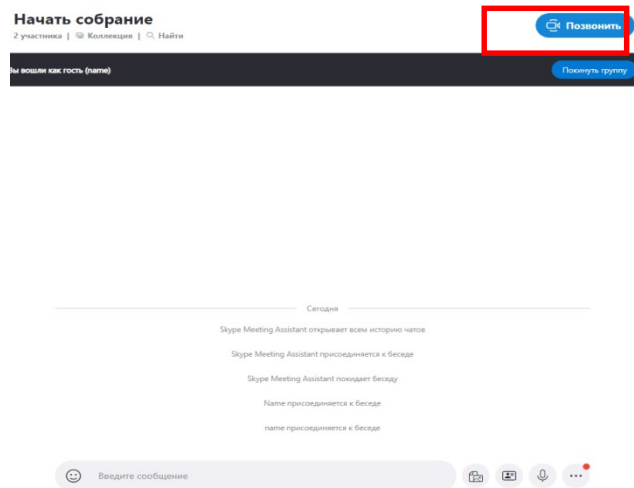 Начать собрание
Позвонить
2 участника | Коллекция | Найти
Вы вошли как гость (name)
Покинуть группу
Сегодня
Skype Meeting Assistant открывает всем историю чатов
Skype Meeting Assistant присоединяется к беседе
Skype Meeting Assistant покидает беседу
Name присоединяется к беседе
name присоединяется к беседе
Введите сообщение